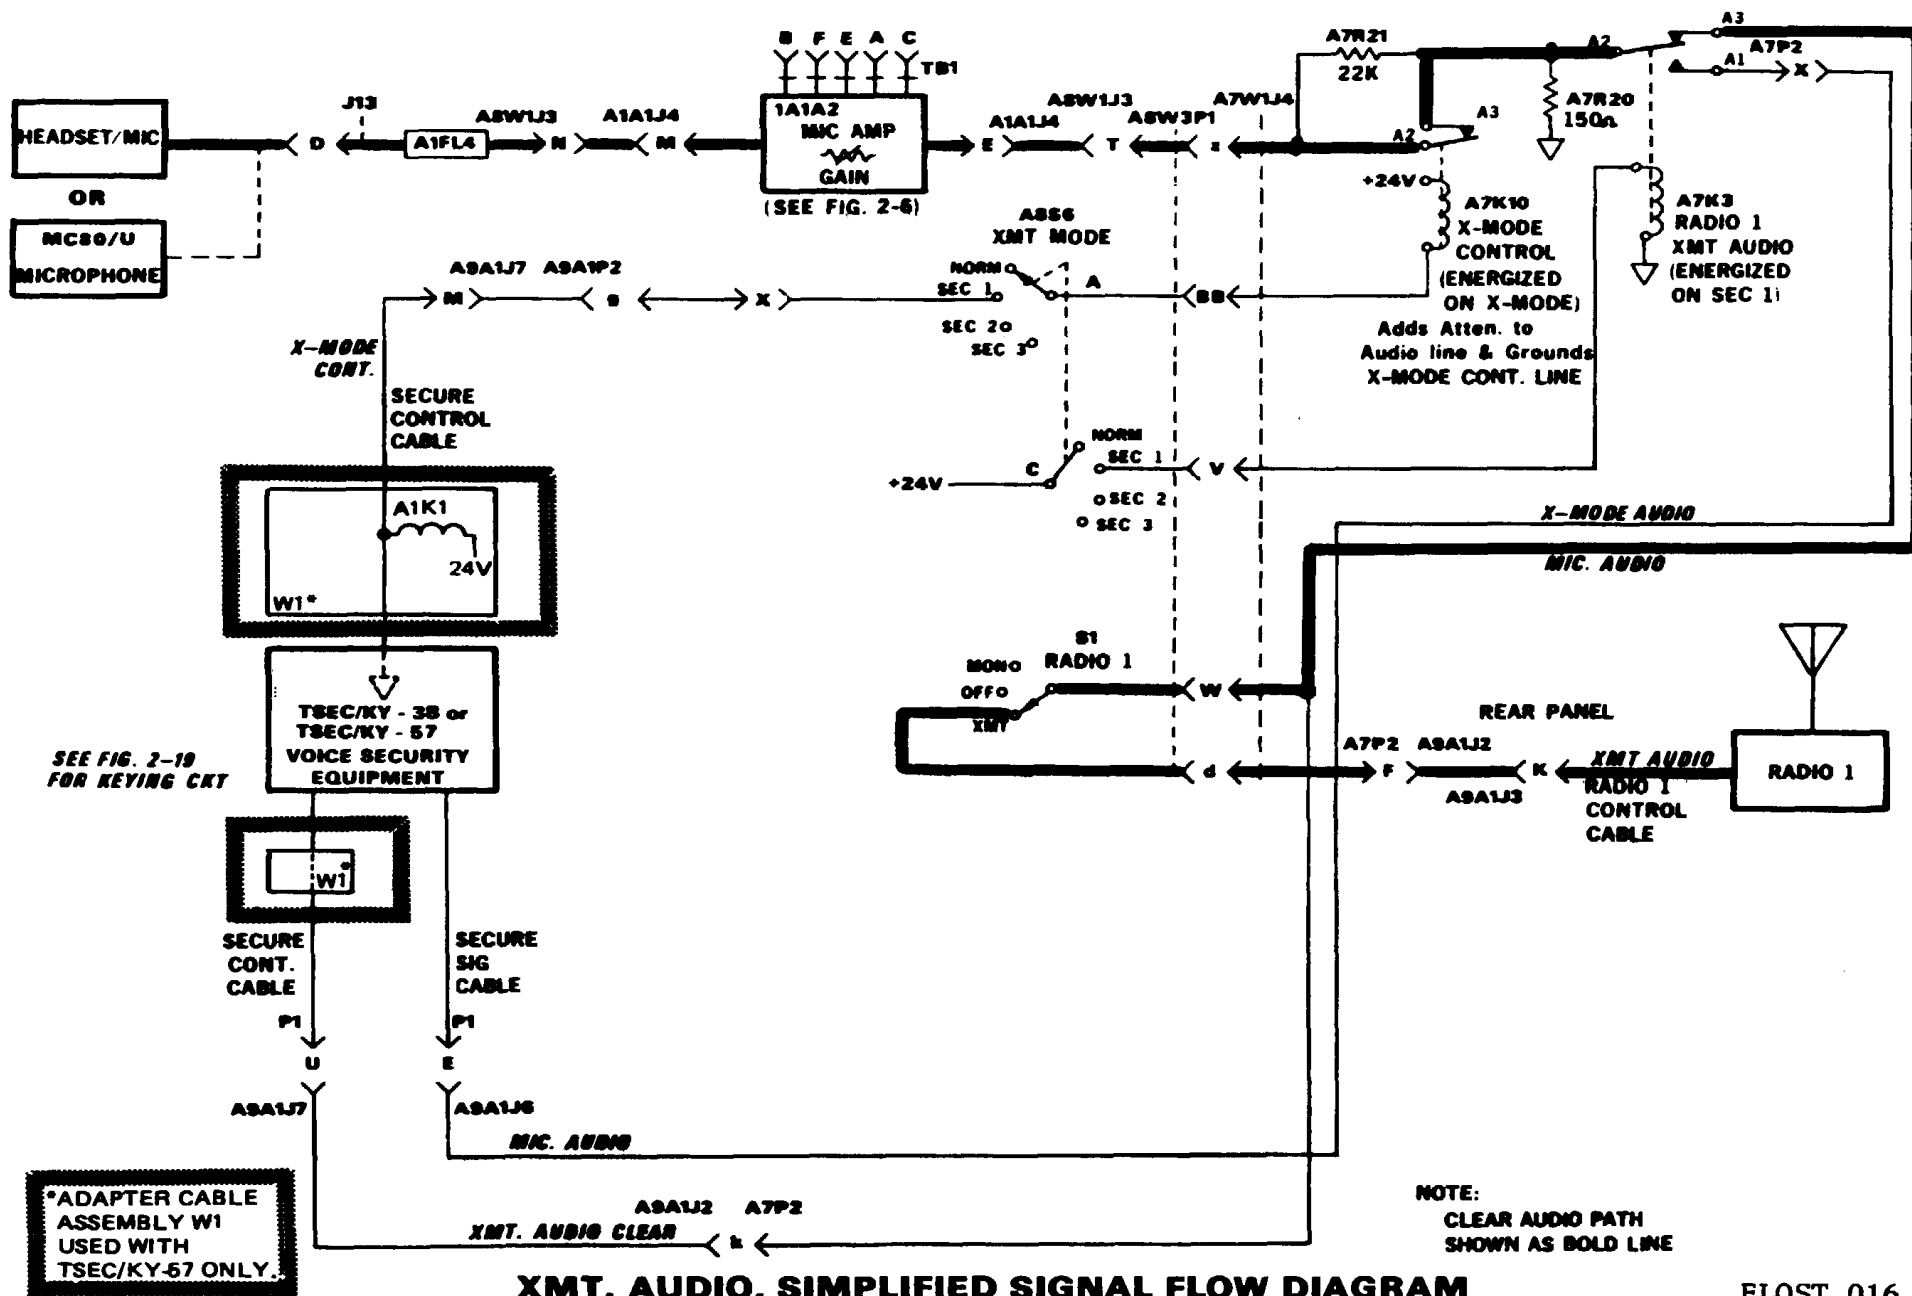 B F E A C
TB1
J13
HEADSET/MIC
D
A1FL4
A8W1J3
N
A1A1J4
M
1A1A2
MIC AMP
GAIN
(SEE FIG. 2-6)
E
A1A1J4
A8W1J3
T
A8W3P1
z
A7W1J4
A7R21
22K
A2
A3
A7P2
A1
X
A7R20
150Ω
A2
A3
+24V
A7K10
X-MODE
CONTROL
(ENERGIZED
ON X-MODE)
Adds Atten. to
Audio line & Grounds
X-MODE CONT. LINE
A7K3
RADIO 1
XMT AUDIO
(ENERGIZED
ON SEC 1)
OR
MC80/U
MICROPHONE
A9A1J7 A9A1P2
M
X
A8S6
XMT MODE
NORM
SEC 1
SEC 2
SEC 3
A
BB
X-MODE
CONT.
SECURE
CONTROL
CABLE
A1K1
24V
W1*
+24V
C
NORM
SEC 1
SEC 2
SEC 3
V
X-MODE AUDIO
MIC. AUDIO
TSEC/KY - 38 or
TSEC/KY - 57
VOICE SECURITY
EQUIPMENT
SEE FIG. 2-19
FOR KEYING CKT
S1
RADIO 1
MON
OFF
XMT
W
d
REAR PANEL
A7P2 A9A1J2
F
A9A1J3
K
XMT AUDIO
RADIO 1
CONTROL
CABLE
RADIO 1
W1*
SECURE
CONT.
CABLE
SECURE
SIG
CABLE
P1
U
A9A1J7
P1
E
A9A1J6
MIC. AUDIO
XMT. AUDIO CLEAR
A9A1J2 A7P2
k
*ADAPTER CABLE
ASSEMBLY W1
USED WITH
TSEC/KY-57 ONLY.
NOTE:
CLEAR AUDIO PATH
SHOWN AS BOLD LINE
XMT. AUDIO, SIMPLIFIED SIGNAL FLOW DIAGRAM